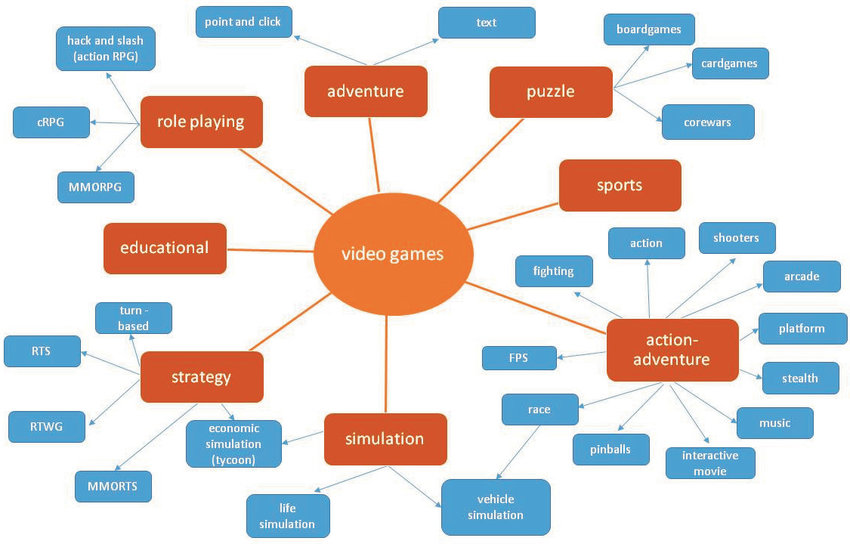 point and click
text
boardgames
hack and slash
(action RPG)
cardgames
adventure
puzzle
cRPG
role playing
corewars
MMORPG
sports
educational
video games
action
shooters
fighting
arcade
turn -
based
platform
RTS
FPS
action-
adventure
strategy
stealth
race
RTWG
economic
simulation
(tycoon)
simulation
music
pinballs
interactive
movie
MMORTS
life
simulation
vehicle
simulation